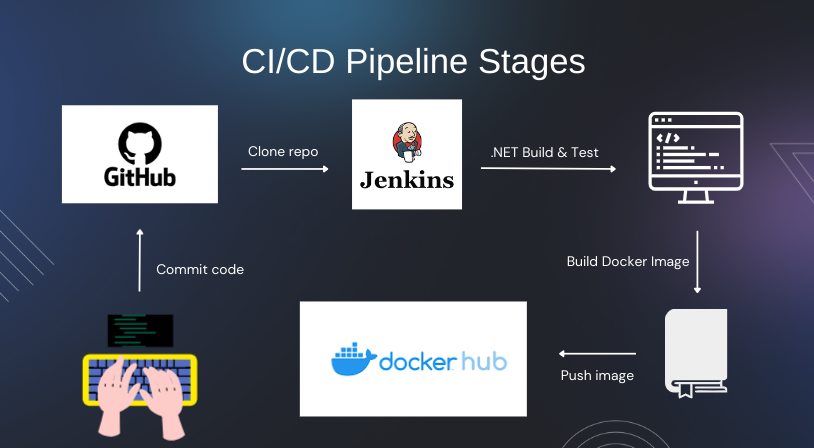 CI/CD Pipeline Stages
GitHub
Clone repo
Jenkins
.NET Build & Test
</>
Commit code
Build Docker Image
docker hub
Push image